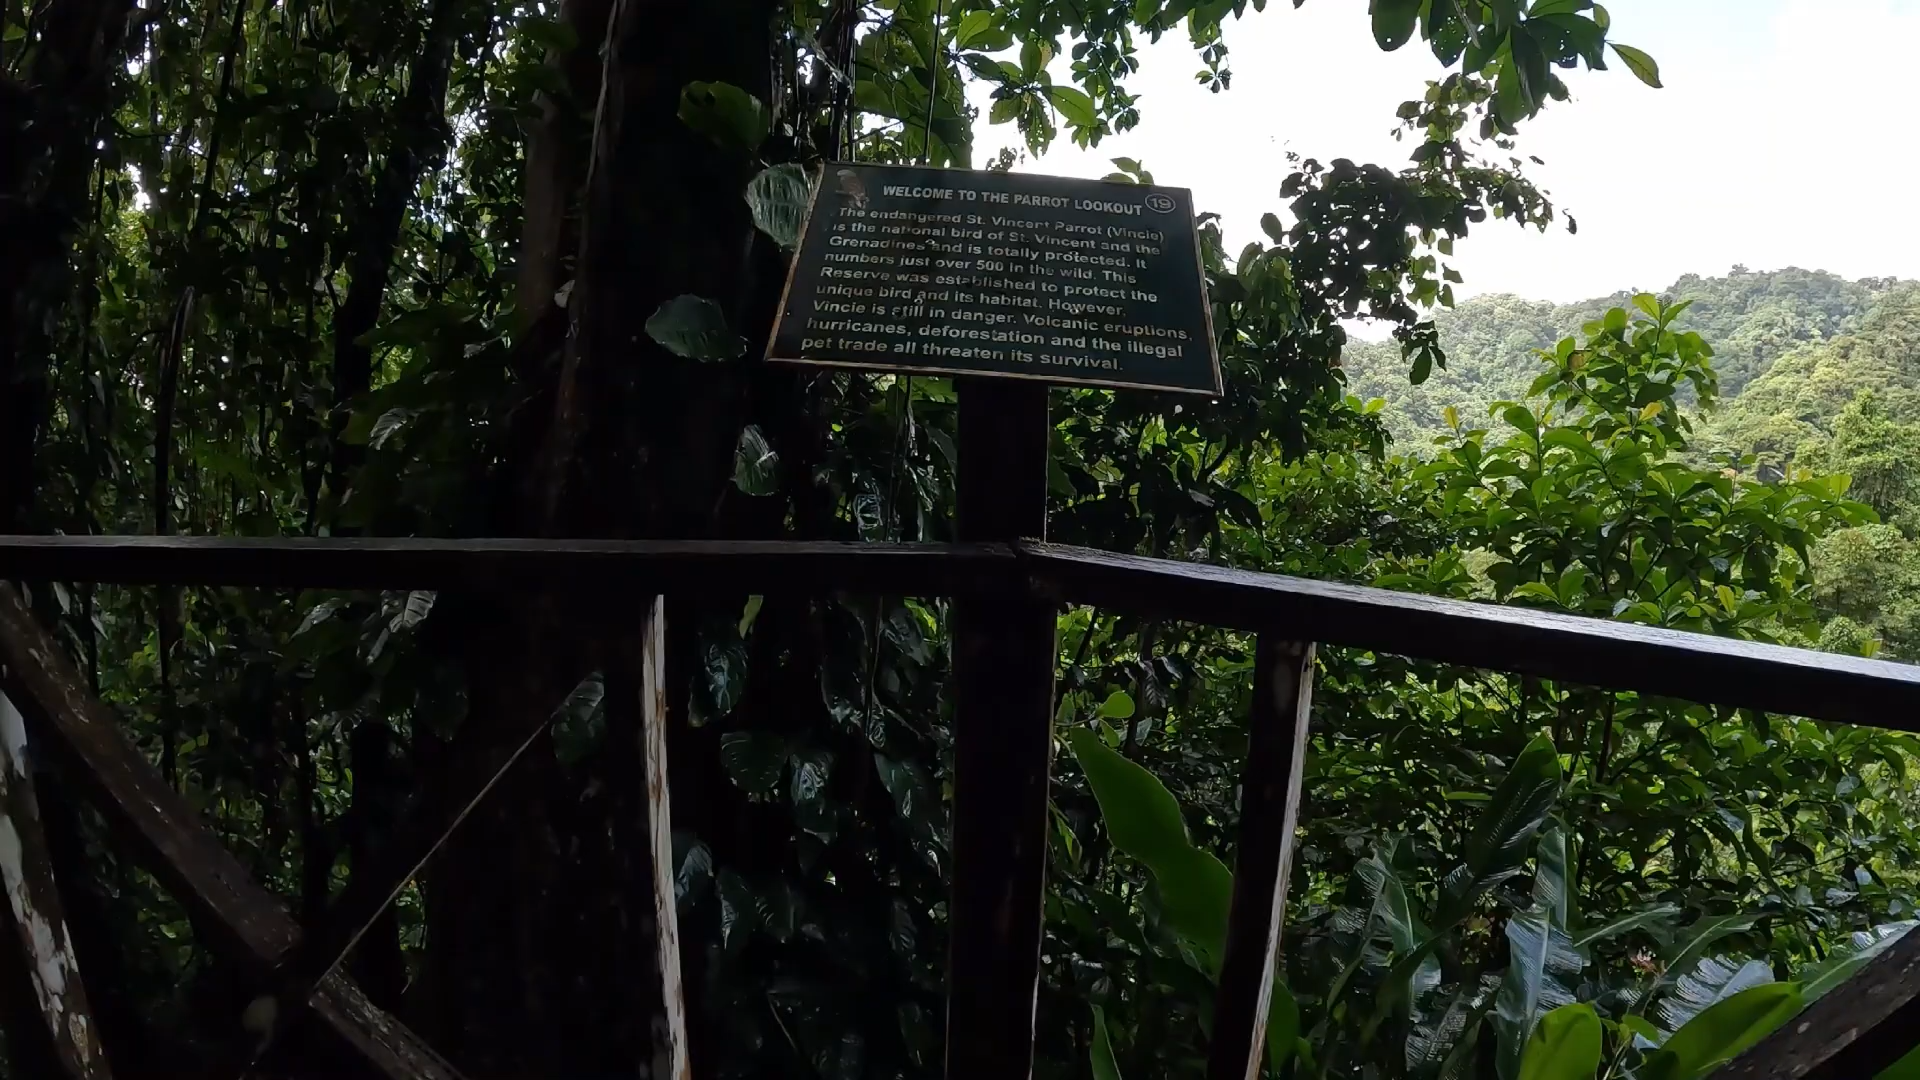 WELCOME TO THE PARROT LOOKOUT 19
The endangered St. Vincent Parrot (Vincie)
is the national bird of St. Vincent and the
Grenadines and is totally protected. It
numbers just over 500 in the wild. This
Reserve was established to protect the
unique bird and its habitat. However,
Vincie is still in danger. Volcanic eruptions,
hurricanes, deforestation and the illegal
pet trade all threaten its survival.